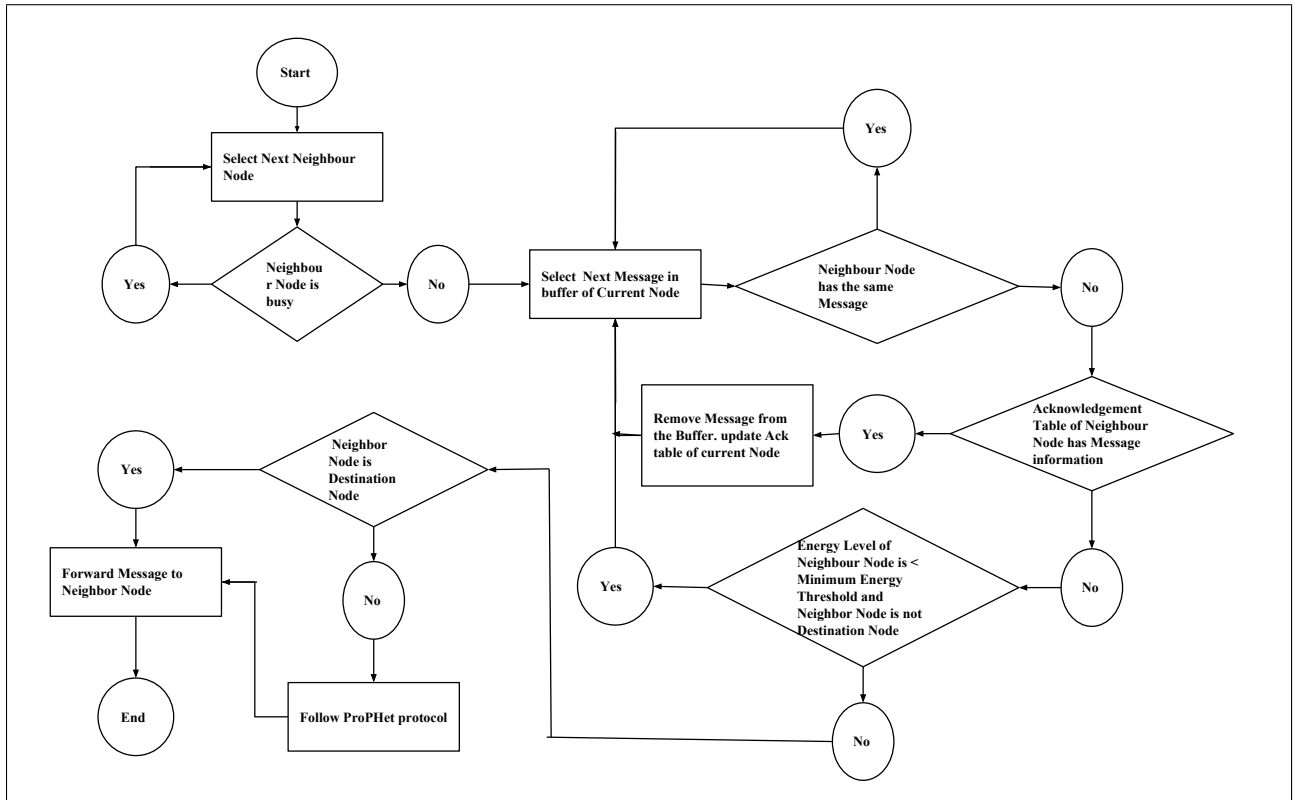 Start
Select Next Neighbour
Node
Neighbou
r Node is
busy
Yes
No
Select Next Message in
buffer of Current Node
Yes
Neighbour Node
has the same
Message
No
Acknowledgement
Table of Neighbour
Node has Message
information
Yes
Remove Message from
the Buffer. update Ack
table of current Node
No
Energy Level of
Neighbour Node is <
Minimum Energy
Threshold and
Neighbor Node is not
Destination Node
Yes
No
Neighbor
Node is
Destination
Node
Yes
No
Forward Message to
Neighbor Node
Follow ProPHet protocol
End